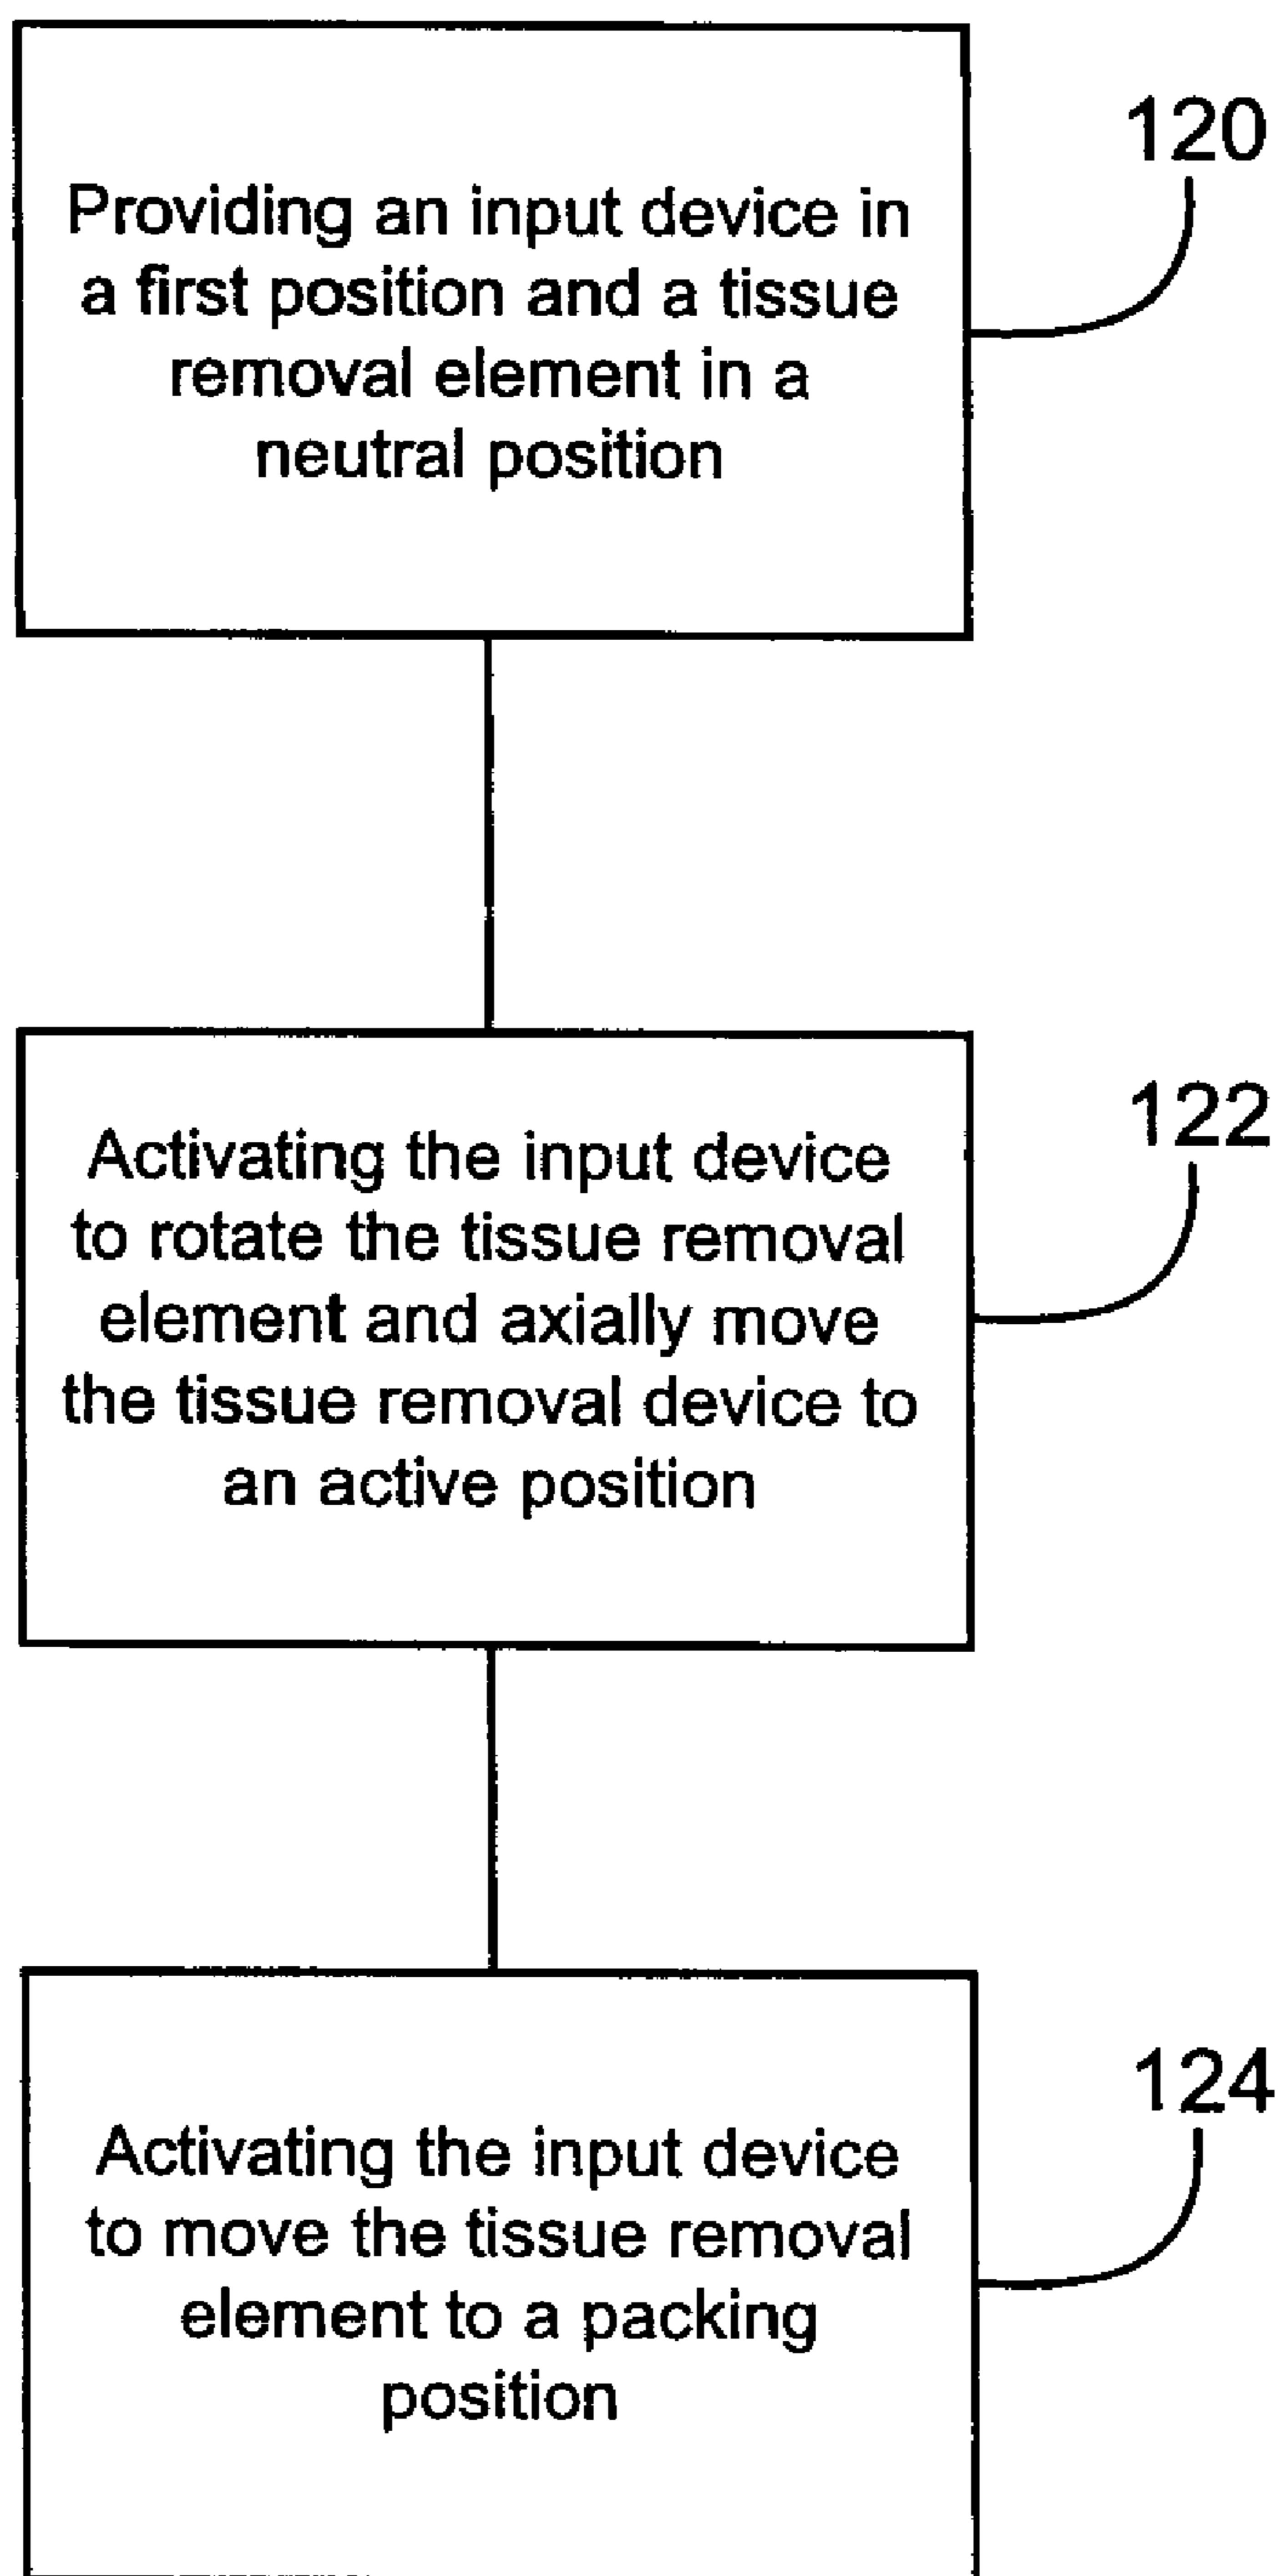 120
Providing an input device in
a first position and a tissue
removal element in a
neutral position
122
Activating the input device
to rotate the tissue removal
element and axially move
the tissue removal device to
an active position
124
Activating the input device
to move the tissue removal
element to a packing
position